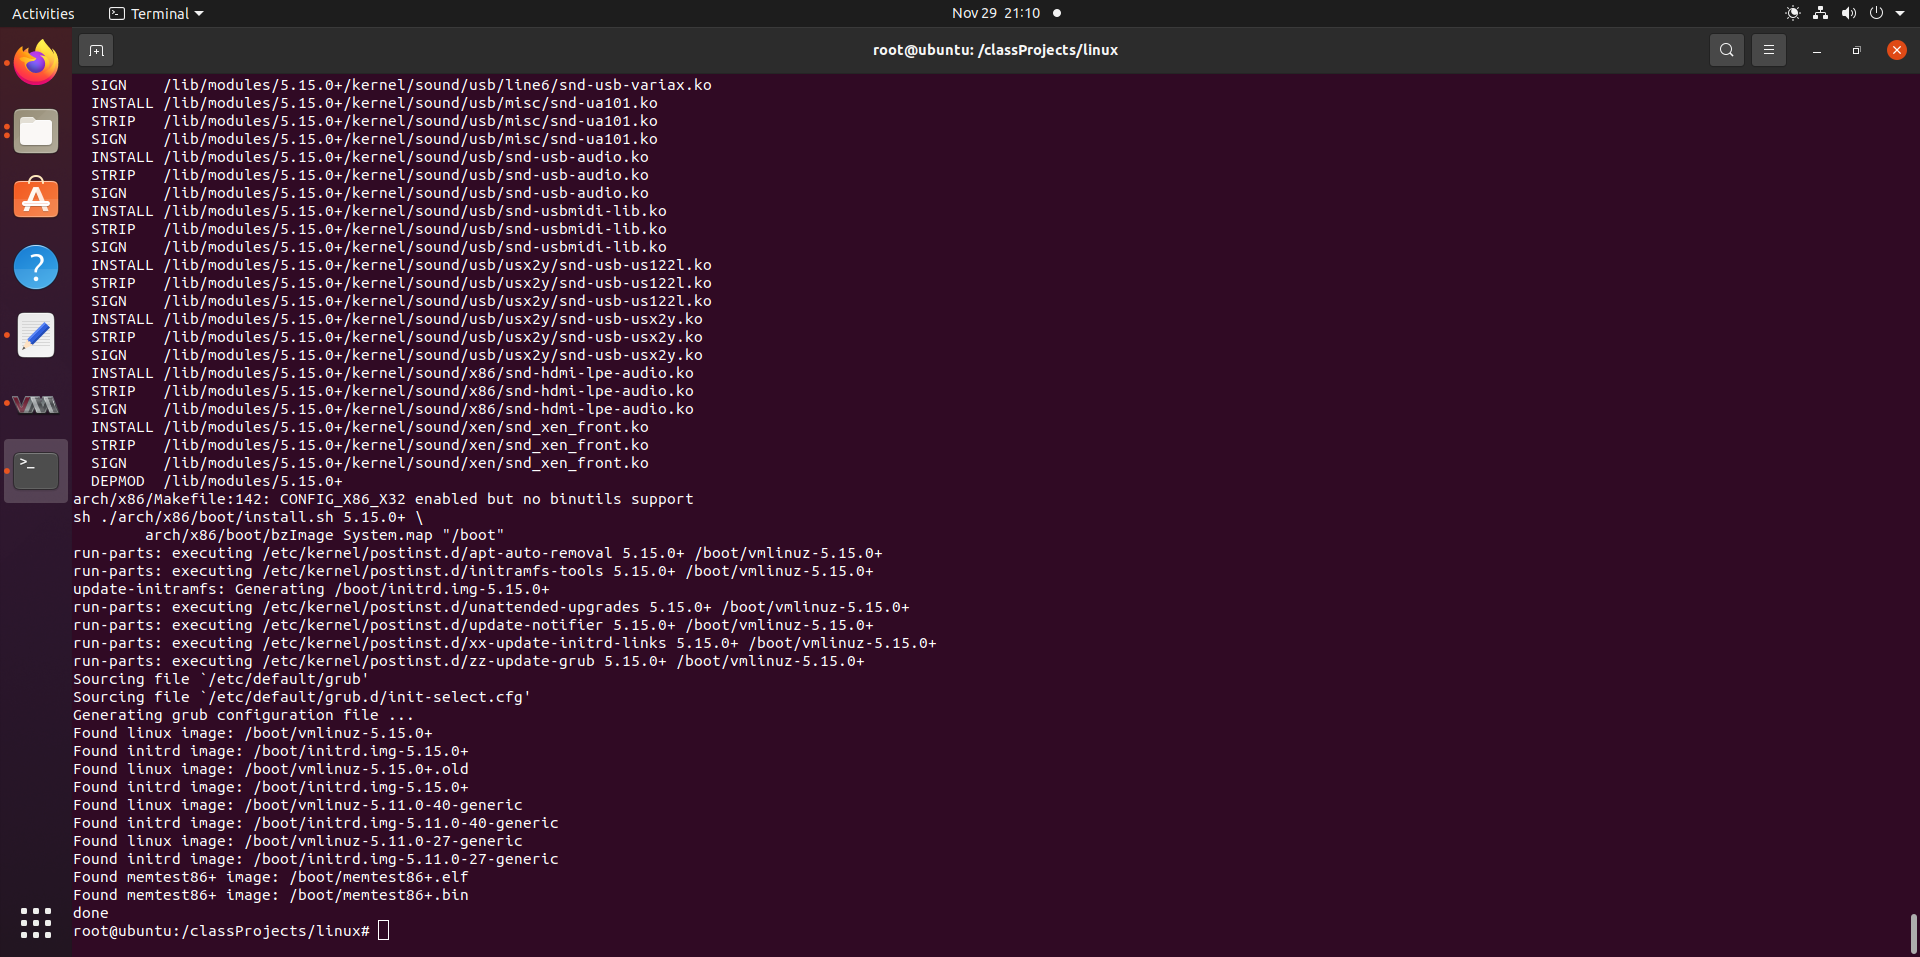 Activities
Terminal
Nov 29 21:10
root@ubuntu: /classProjects/linux
  SIGN    /lib/modules/5.15.0+/kernel/sound/usb/line6/snd-usb-variax.ko
  INSTALL /lib/modules/5.15.0+/kernel/sound/usb/misc/snd-ua101.ko
  STRIP   /lib/modules/5.15.0+/kernel/sound/usb/misc/snd-ua101.ko
  SIGN    /lib/modules/5.15.0+/kernel/sound/usb/misc/snd-ua101.ko
  INSTALL /lib/modules/5.15.0+/kernel/sound/usb/snd-usb-audio.ko
  STRIP   /lib/modules/5.15.0+/kernel/sound/usb/snd-usb-audio.ko
  SIGN    /lib/modules/5.15.0+/kernel/sound/usb/snd-usb-audio.ko
  INSTALL /lib/modules/5.15.0+/kernel/sound/usb/snd-usbmidi-lib.ko
  STRIP   /lib/modules/5.15.0+/kernel/sound/usb/snd-usbmidi-lib.ko
  SIGN    /lib/modules/5.15.0+/kernel/sound/usb/snd-usbmidi-lib.ko
  INSTALL /lib/modules/5.15.0+/kernel/sound/usb/usx2y/snd-usb-us122l.ko
  STRIP   /lib/modules/5.15.0+/kernel/sound/usb/usx2y/snd-usb-us122l.ko
  SIGN    /lib/modules/5.15.0+/kernel/sound/usb/usx2y/snd-usb-us122l.ko
  INSTALL /lib/modules/5.15.0+/kernel/sound/usb/usx2y/snd-usb-usx2y.ko
  STRIP   /lib/modules/5.15.0+/kernel/sound/usb/usx2y/snd-usb-usx2y.ko
  SIGN    /lib/modules/5.15.0+/kernel/sound/usb/usx2y/snd-usb-usx2y.ko
  INSTALL /lib/modules/5.15.0+/kernel/sound/x86/snd-hdmi-lpe-audio.ko
  STRIP   /lib/modules/5.15.0+/kernel/sound/x86/snd-hdmi-lpe-audio.ko
  SIGN    /lib/modules/5.15.0+/kernel/sound/x86/snd-hdmi-lpe-audio.ko
  INSTALL /lib/modules/5.15.0+/kernel/sound/xen/snd_xen_front.ko
  STRIP   /lib/modules/5.15.0+/kernel/sound/xen/snd_xen_front.ko
  SIGN    /lib/modules/5.15.0+/kernel/sound/xen/snd_xen_front.ko
  DEPMOD  /lib/modules/5.15.0+
arch/x86/Makefile:142: CONFIG_X86_X32 enabled but no binutils support
sh ./arch/x86/boot/install.sh 5.15.0+ \
        arch/x86/boot/bzImage System.map "/boot"
run-parts: executing /etc/kernel/postinst.d/apt-auto-removal 5.15.0+ /boot/vmlinuz-5.15.0+
run-parts: executing /etc/kernel/postinst.d/initramfs-tools 5.15.0+ /boot/vmlinuz-5.15.0+
update-initramfs: Generating /boot/initrd.img-5.15.0+
run-parts: executing /etc/kernel/postinst.d/unattended-upgrades 5.15.0+ /boot/vmlinuz-5.15.0+
run-parts: executing /etc/kernel/postinst.d/update-notifier 5.15.0+ /boot/vmlinuz-5.15.0+
run-parts: executing /etc/kernel/postinst.d/xx-update-initrd-links 5.15.0+ /boot/vmlinuz-5.15.0+
run-parts: executing /etc/kernel/postinst.d/zz-update-grub 5.15.0+ /boot/vmlinuz-5.15.0+
Sourcing file `/etc/default/grub'
Sourcing file `/etc/default/grub.d/init-select.cfg'
Generating grub configuration file ...
Found linux image: /boot/vmlinuz-5.15.0+
Found initrd image: /boot/initrd.img-5.15.0+
Found linux image: /boot/vmlinuz-5.15.0+.old
Found initrd image: /boot/initrd.img-5.15.0+
Found linux image: /boot/vmlinuz-5.11.0-40-generic
Found initrd image: /boot/initrd.img-5.11.0-40-generic
Found linux image: /boot/vmlinuz-5.11.0-27-generic
Found initrd image: /boot/initrd.img-5.11.0-27-generic
Found memtest86+ image: /boot/memtest86+.elf
Found memtest86+ image: /boot/memtest86+.bin
done
root@ubuntu:/classProjects/linux#